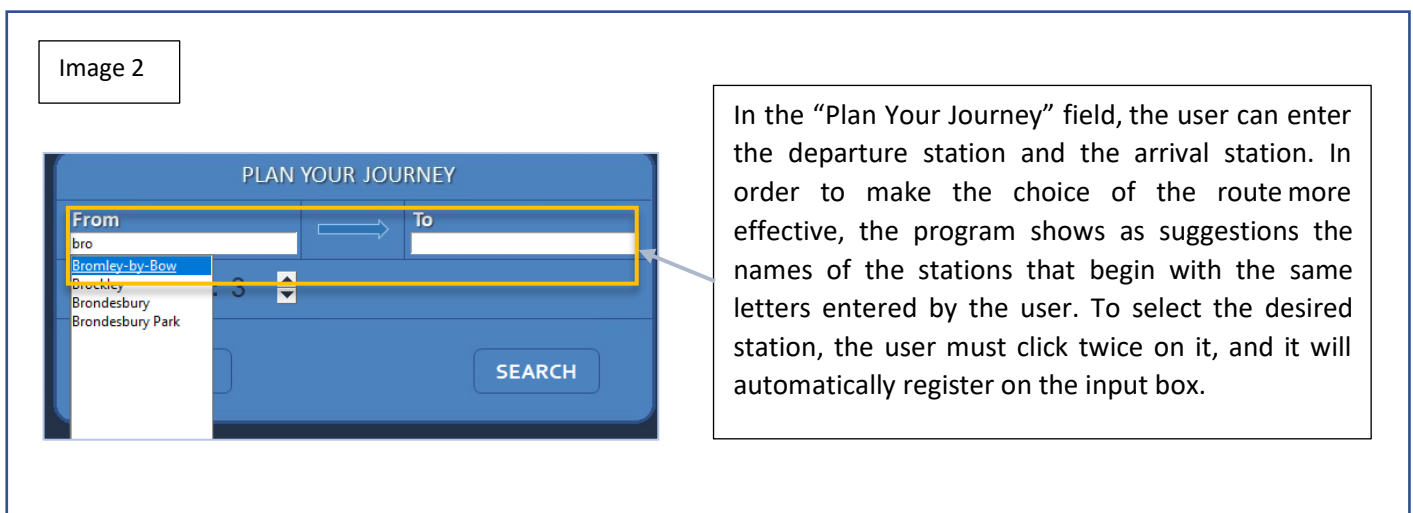 Image 2
PLAN YOUR JOURNEY
From
To
bro
Bromley-by-Bow
Brockley
: 3
Brondesbury
Brondesbury Park
SEARCH
In the “Plan Your Journey” field, the user can enter
the departure station and the arrival station. In
order to make the choice of the route more
effective, the program shows as suggestions the
names of the stations that begin with the same
letters entered by the user. To select the desired
station, the user must click twice on it, and it will
automatically register on the input box.